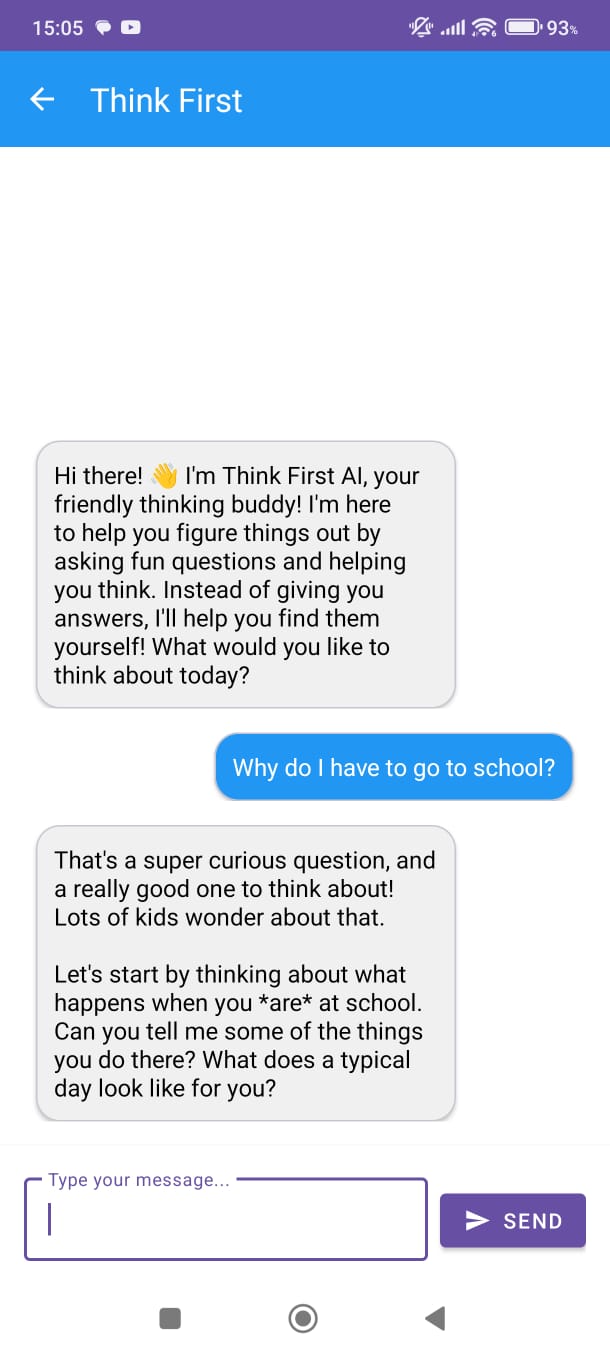 15:05 93%
Think First
Hi there! 👋 I'm Think First AI, your
friendly thinking buddy! I'm here
to help you figure things out by
asking fun questions and helping
you think. Instead of giving you
answers, I'll help you find them
yourself! What would you like to
think about today?
Why do I have to go to school?
That's a super curious question, and
a really good one to think about!
Lots of kids wonder about that.
Let's start by thinking about what
happens when you *are* at school.
Can you tell me some of the things
you do there? What does a typical
day look like for you?
Type your message...
SEND